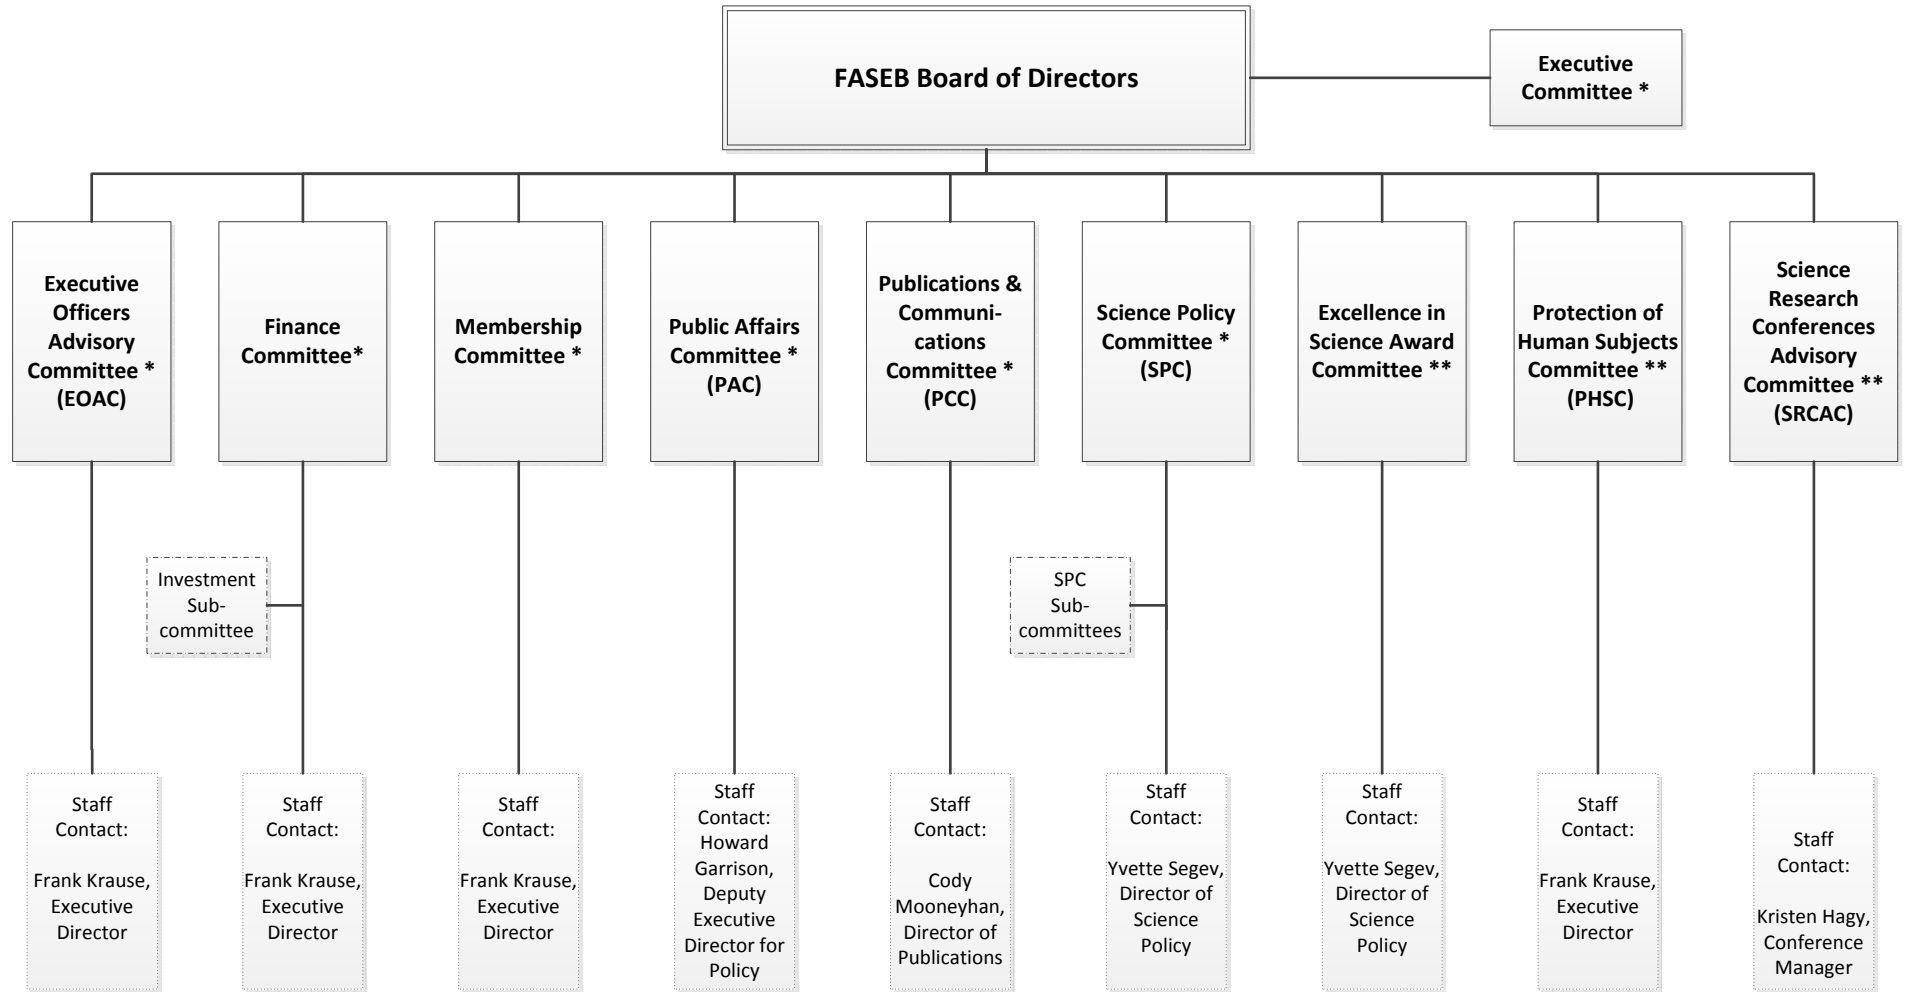 FASEB Board of Directors
Executive
Committee *
Executive
Officers
Advisory
Committee *
(EOAC)
Finance
Committee*
Membership
Committee *
Public Affairs
Committee *
(PAC)
Publications &
Communi-
cations
Committee *
(PCC)
Science Policy
Committee *
(SPC)
Excellence in
Science Award
Committee **
Protection of
Human Subjects
Committee **
(PHSC)
Science
Research
Conferences
Advisory
Committee **
(SRCAC)
Investment
Sub-
committee
SPC
Sub-
committees
Staff
Contact:
Frank Krause,
Executive
Director
Staff
Contact:
Frank Krause,
Executive
Director
Staff
Contact:
Frank Krause,
Executive
Director
Staff
Contact:
Howard
Garrison,
Deputy
Executive
Director for
Policy
Staff
Contact:
Cody
Mooneyhan,
Director of
Publications
Staff
Contact:
Yvette Segev,
Director of
Science
Policy
Staff
Contact:
Yvette Segev,
Director of
Science
Policy
Staff
Contact:
Frank Krause,
Executive
Director
Staff
Contact:
Kristen Hagy,
Conference
Manager